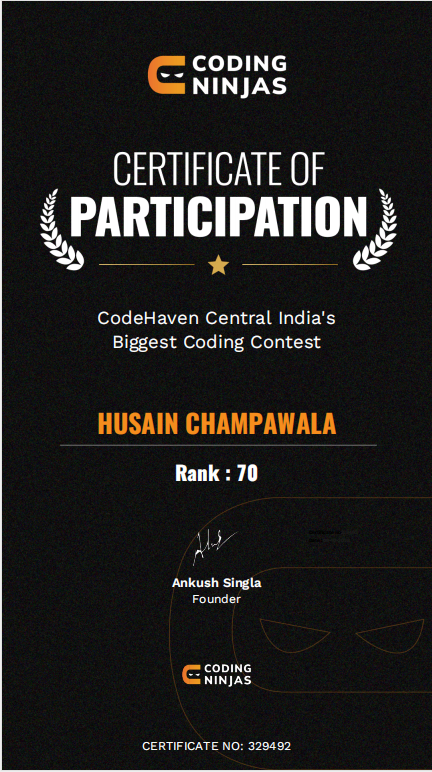 CODING
NINJAS
CERTIFICATE OF
PARTICIPATION
CodeHaven Central India's
Biggest Coding Contest
HUSAIN CHAMPAWALA
Rank : 70
Ankush Singla
Founder
CODING
NINJAS
CERTIFICATE NO: 329492